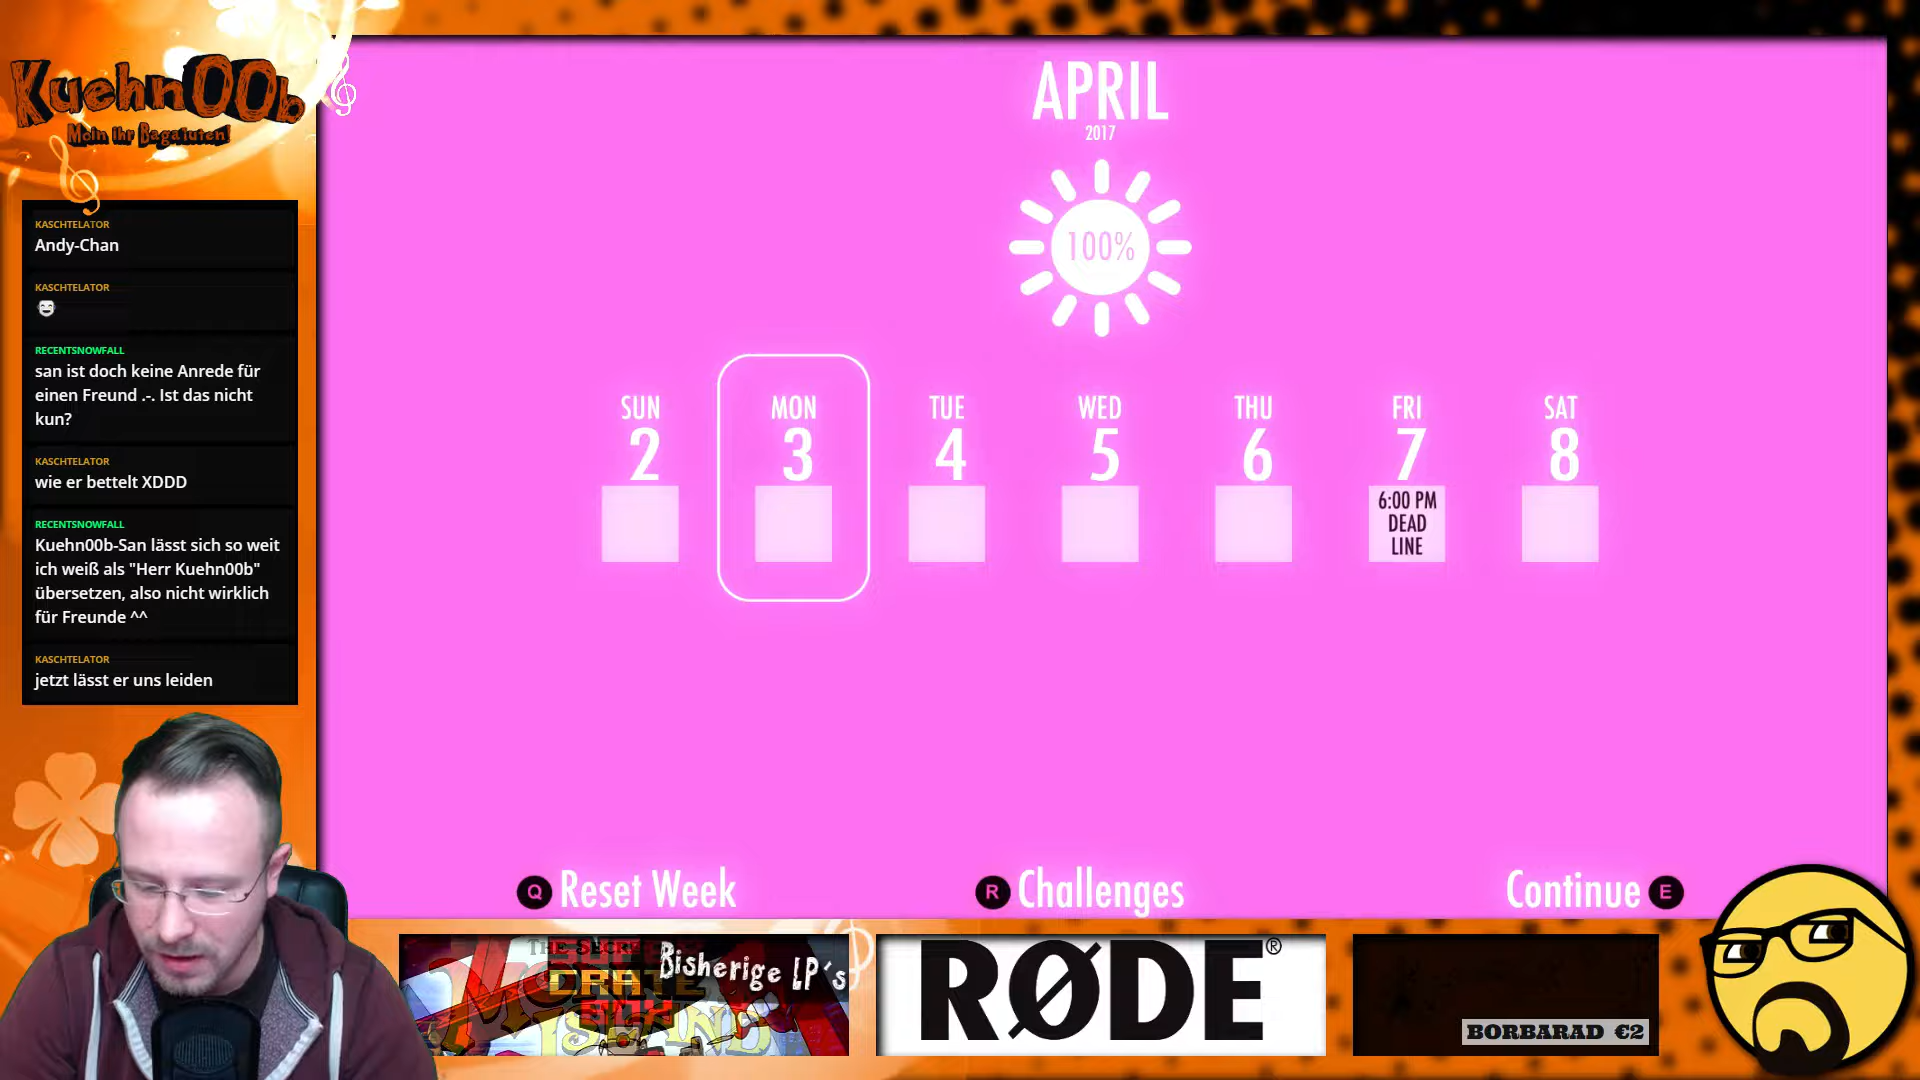 Kuehn00b
Moin ihr Bagaluten!
KASCHTELATOR
Andy-Chan
KASCHTELATOR
RECENTSNOWFALL
san ist doch keine Anrede für
einen Freund .-. Ist das nicht
kun?
KASCHTELATOR
wie er bettelt XDDD
RECENTSNOWFALL
Kuehn00b-San lässt sich so weit
ich weiß als "Herr Kuehn00b"
übersetzen, also nicht wirklich
für Freunde ^^
KASCHTELATOR
jetzt lässt er uns leiden
APRIL
2017
100%
SUN MON TUE WED THU FRI SAT
2 3 4 5 6 7 8
6:00 PM
DEAD
LINE
Q Reset Week
R Challenges
Continue E
Bisherige LP's
CRATE
RØDE®
BORBARAD €2